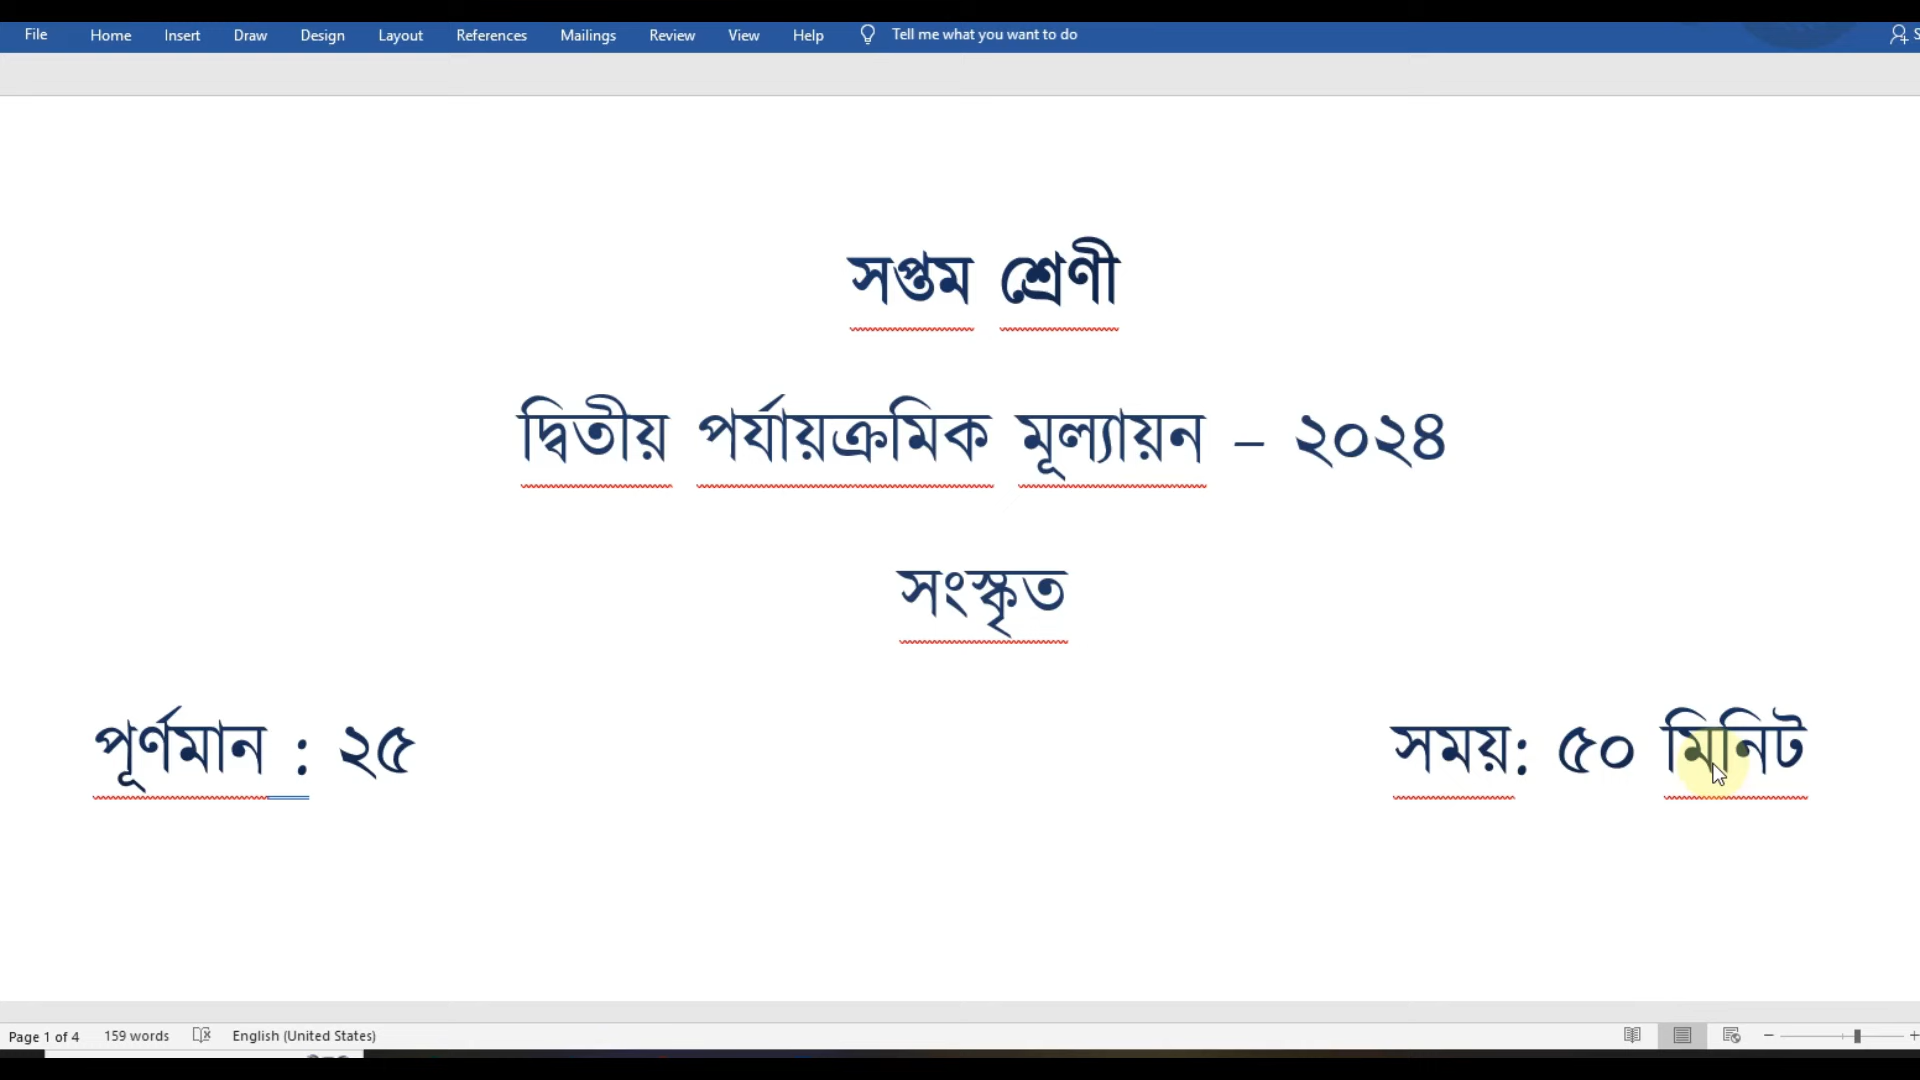 File Home Insert Draw Design Layout References Mailings Review View Help Tell me what you want to do
সপ্তম শ্রেণী
দ্বিতীয় পর্যায়ক্রমিক মূল্যায়ন – ২০২৪
সংস্কৃত
পূর্ণমান : ২৫ সময়: ৫০ মিনিট
Page 1 of 4 159 words English (United States)